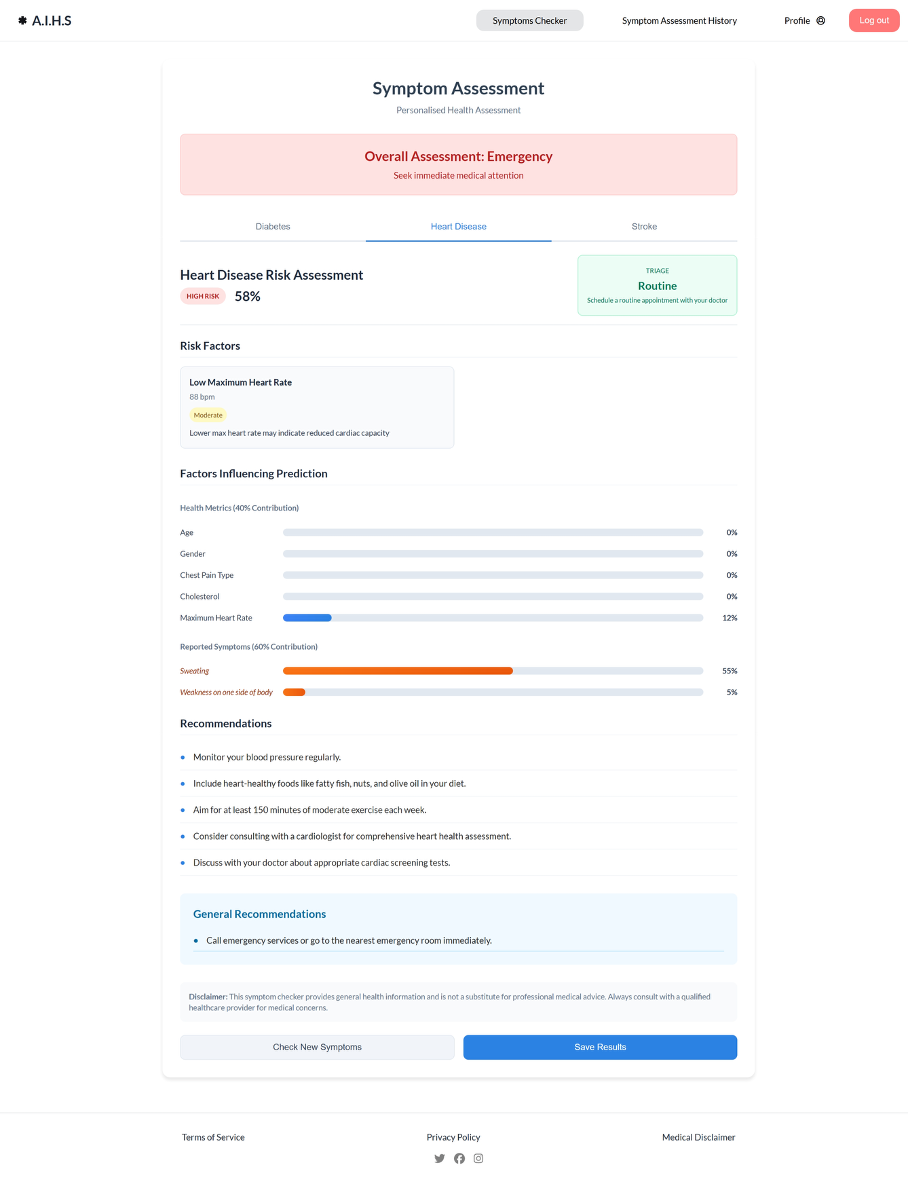 A.I.H.S
Symptoms Checker
Symptom Assessment History
Profile
Log out
Symptom Assessment
Personalised Health Assessment
Overall Assessment: Emergency
Seek immediate medical attention
Diabetes
Heart Disease
Stroke
Heart Disease Risk Assessment
HIGH RISK 58%
TRIAGE
Routine
Schedule a routine appointment with your doctor
Risk Factors
Low Maximum Heart Rate
88 bpm
Moderate
Lower max heart rate may indicate reduced cardiac capacity
Factors Influencing Prediction
Health Metrics (40% Contribution)
Age 0%
Gender 0%
Chest Pain Type 0%
Cholesterol 0%
Maximum Heart Rate 12%
Reported Symptoms (60% Contribution)
Sweating 55%
Weakness on one side of body 5%
Recommendations
Monitor your blood pressure regularly.
Include heart-healthy foods like fatty fish, nuts, and olive oil in your diet.
Aim for at least 150 minutes of moderate exercise each week.
Consider consulting with a cardiologist for comprehensive heart health assessment.
Discuss with your doctor about appropriate cardiac screening tests.
General Recommendations
Call emergency services or go to the nearest emergency room immediately.
Disclaimer: This symptom checker provides general health information and is not a substitute for professional medical advice. Always consult with a qualified
healthcare provider for medical concerns.
Check New Symptoms
Save Results
Terms of Service
Privacy Policy
Medical Disclaimer